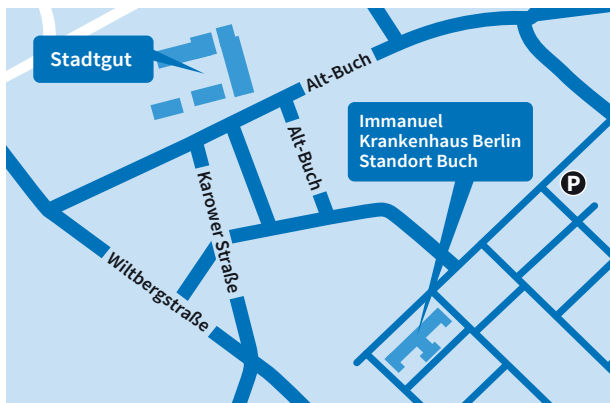 Stadtgut
Alt-Buch
Immanuel
Krankenhaus Berlin
Standort Buch
Alt-Buch
P
Karower Straße
Wiltbergstraße